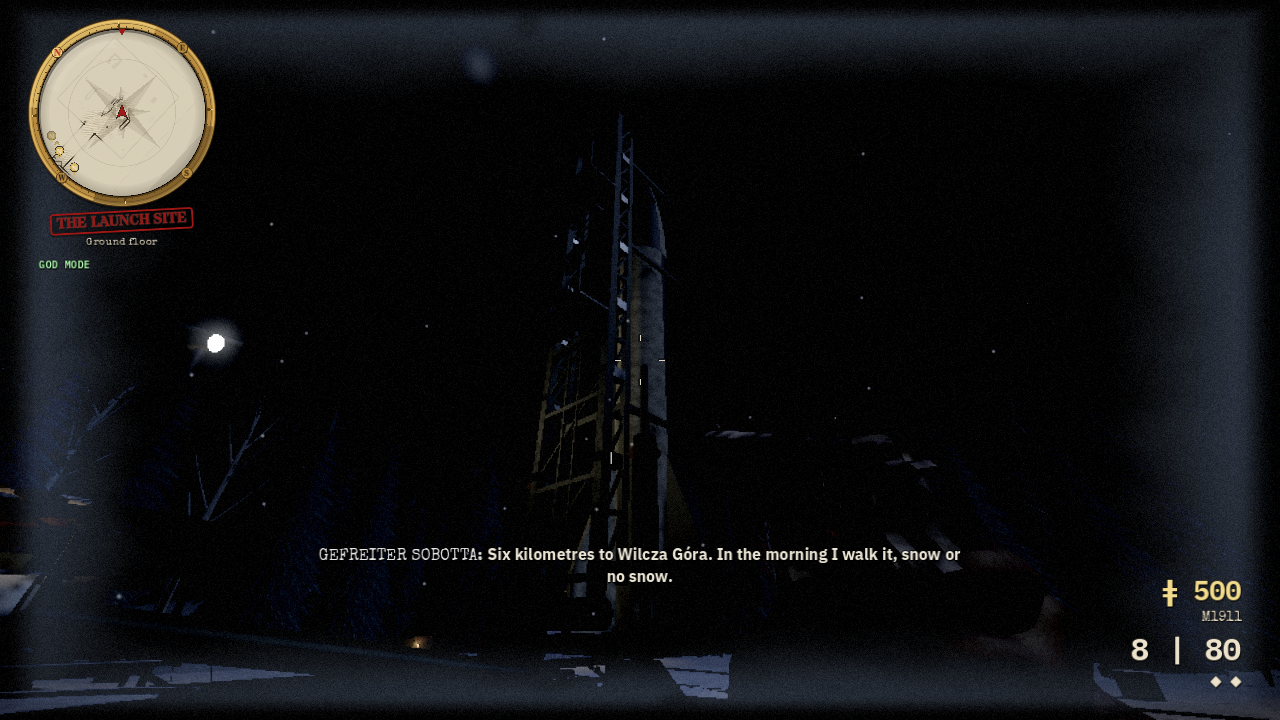 N
E
S
W
THE LAUNCH SITE
Ground floor
GOD MODE
GEFREITER SOBOTTA: Six kilometres to Wilcza Góra. In the morning I walk it, snow or
no snow.
500
M1911
8 | 80